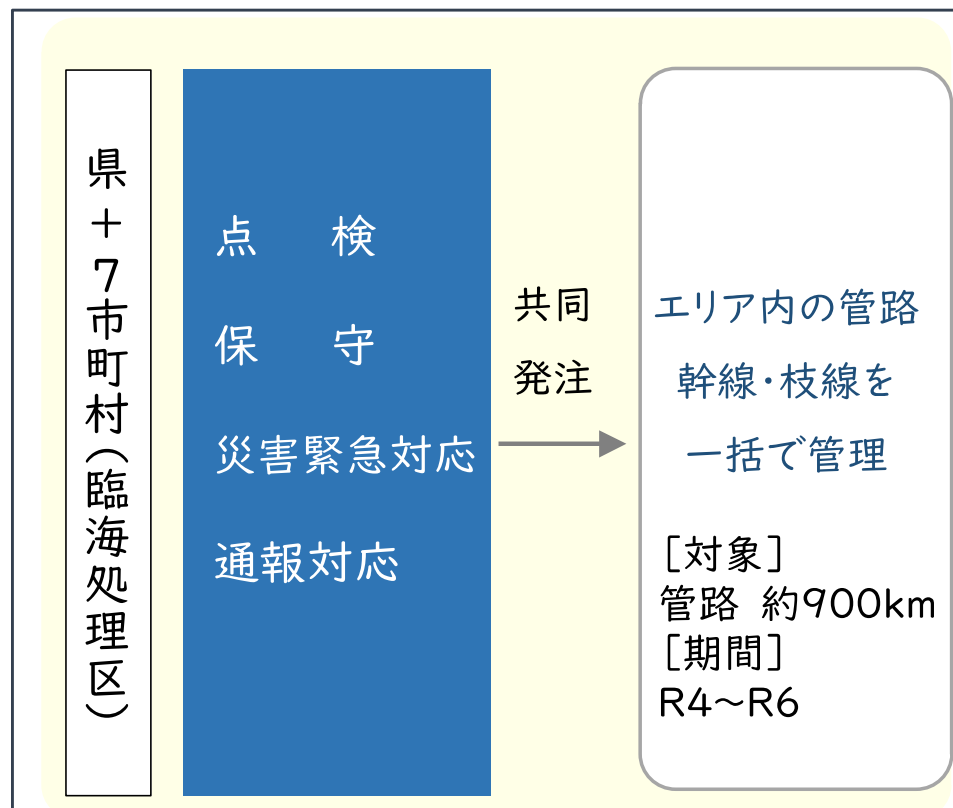 県＋7市町村（臨海処理区）
点　検
保　守
災害緊急対応
通報対応
共同
発注
エリア内の管路
幹線・枝線を
一括で管理
［対象］
管路 約900km
［期間］
R4～R6